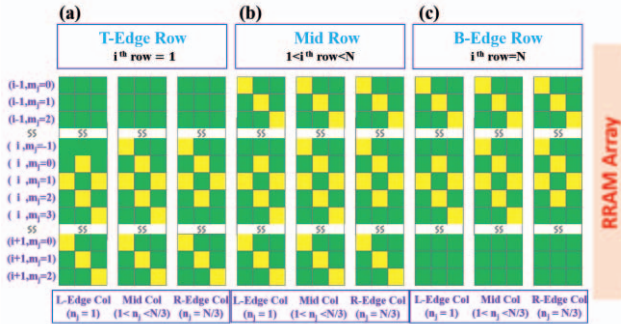 (a) (b) (c)
T-Edge Row Mid Row B-Edge Row
i th row = 1 1<i th row<N i th row=N
(i-1,mj=0)
(i-1,mj=1)
(i-1,mj=2)
$$ $$ $$ $$ $$ $$ $$ $$ $$ $$
( i ,mj=-1)
( i ,mj=0)
( i ,mj=1)
( i ,mj=2)
( i ,mj=3)
$$ $$ $$ $$ $$ $$ $$ $$ $$ $$
(i+1,mj=0)
(i+1,mj=1)
(i+1,mj=2)
L-Edge Col Mid Col R-Edge Col L-Edge Col Mid Col R-Edge Col L-Edge Col Mid Col R-Edge Col
(nj = 1) (1< nj <N/3) (nj = N/3) (nj = 1) (1< nj <N/3) (nj = N/3) (nj = 1) (1< nj <N/3) (nj = N/3)
RRAM Array